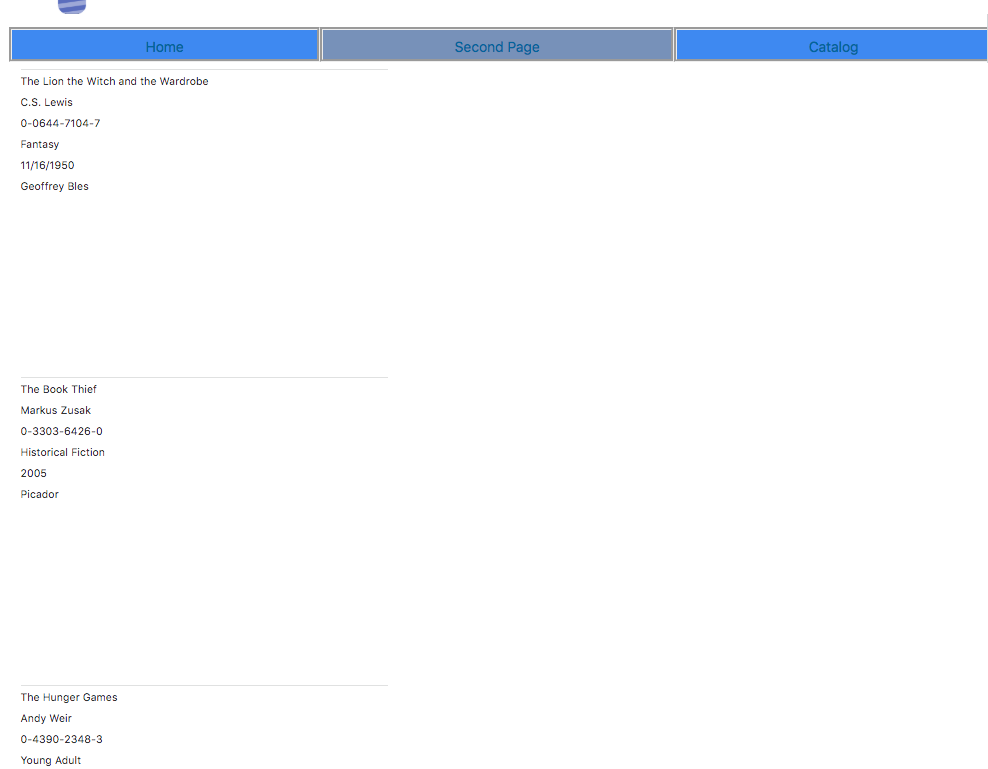 Home Second Page Catalog
The Lion the Witch and the Wardrobe
C.S. Lewis
0-0644-7104-7
Fantasy
11/16/1950
Geoffrey Bles
The Book Thief
Markus Zusak
0-3303-6426-0
Historical Fiction
2005
Picador
The Hunger Games
Andy Weir
0-4390-2348-3
Young Adult